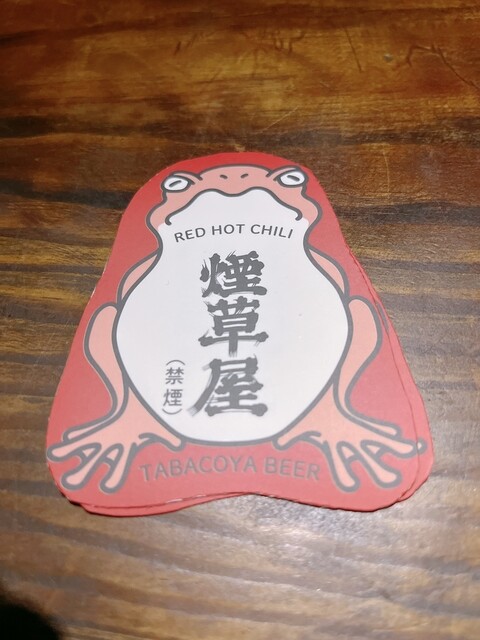 RED HOT CHILI
煙草屋
（禁煙）
TABACOYA BEER